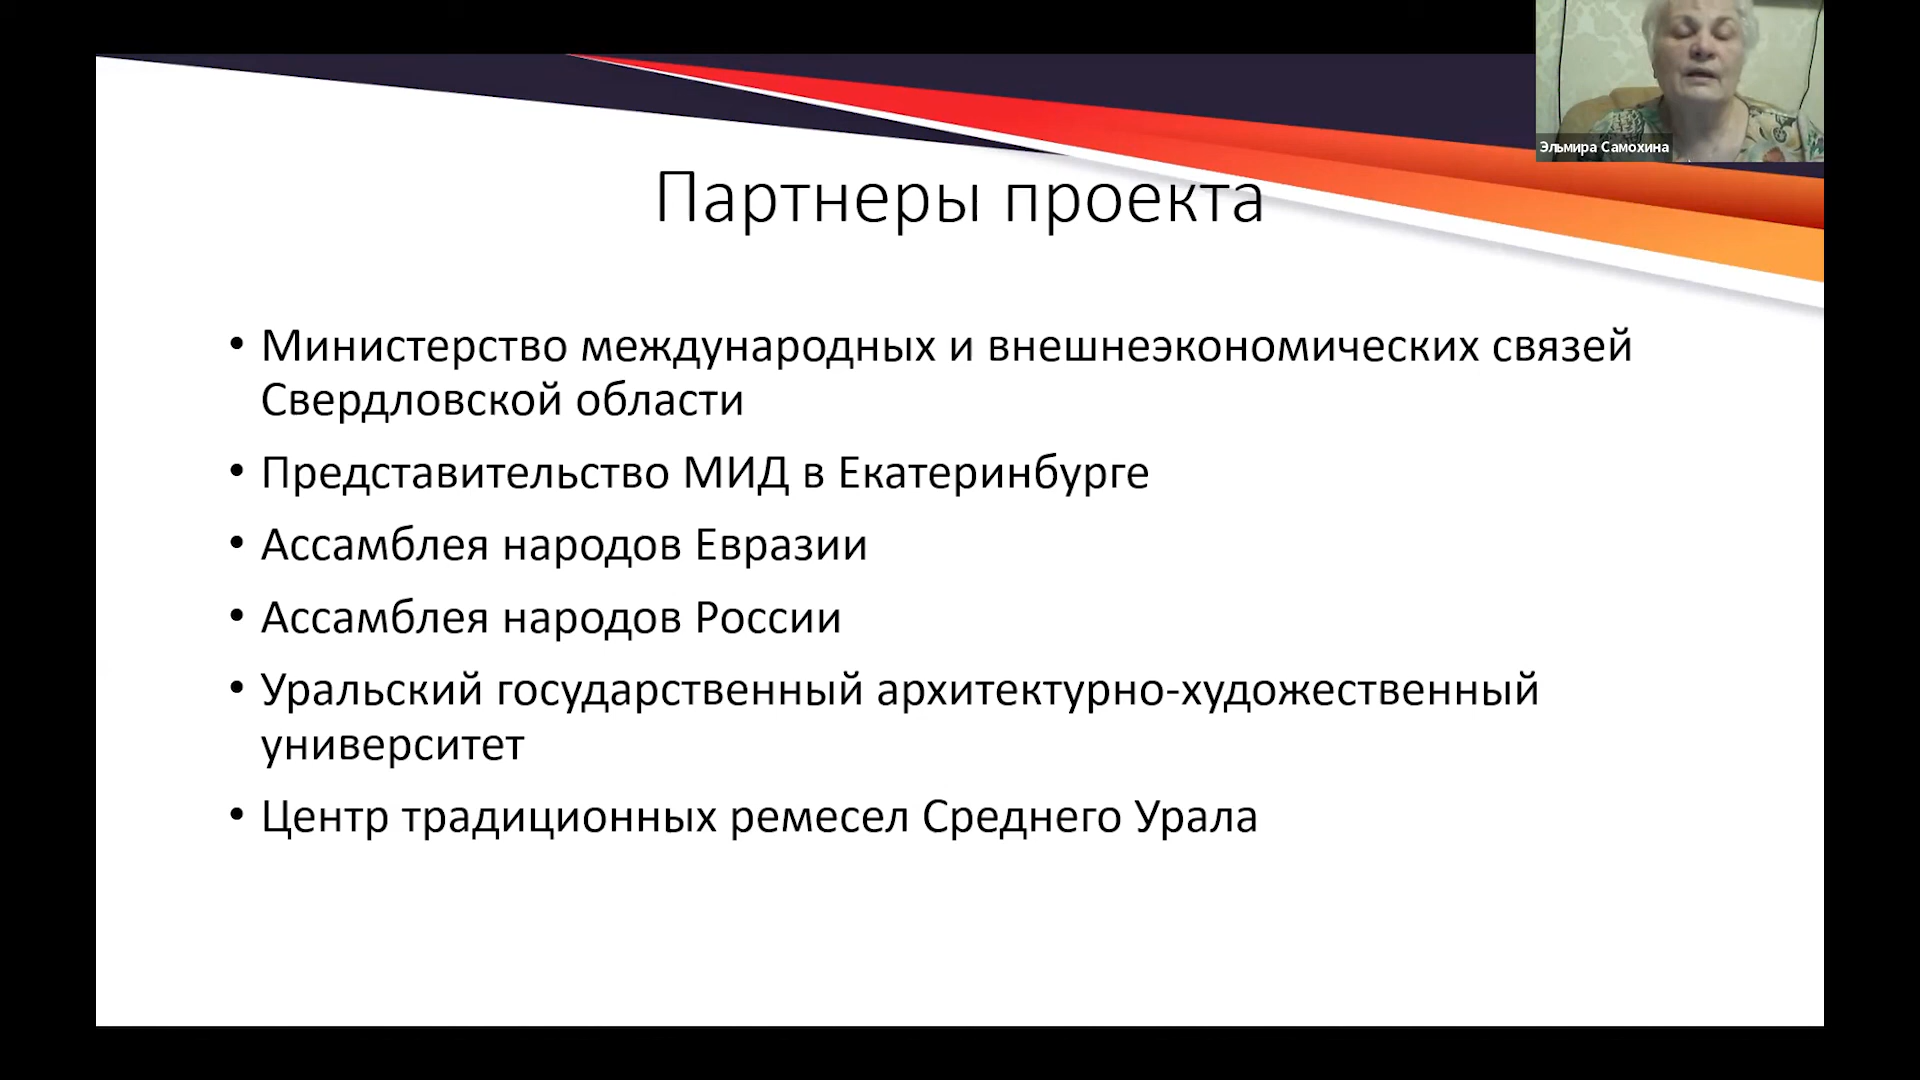 Эльмира Самохина
Партнеры проекта
• Министерство международных и внешнеэкономических связей
Свердловской области
• Представительство МИД в Екатеринбурге
• Ассамблея народов Евразии
• Ассамблея народов России
• Уральский государственный архитектурно-художественный
университет
• Центр традиционных ремесел Среднего Урала